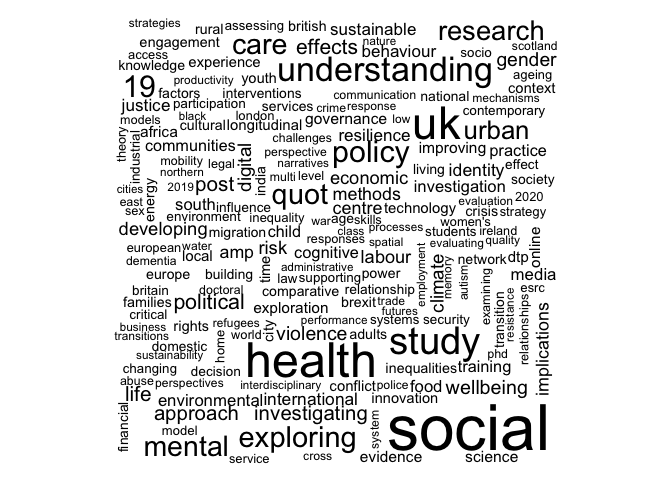 strategies
rural assessing british sustainable research
engagement care effects nature behaviour socio scotland
access
knowledge experience understanding gender
productivity youth ageing
19 factors interventions communication national mechanisms context
justice participation services crime response contemporary
models black london governance low uk urban
africa cultural longitudinal challenges resilience
theory industrial communities digital perspective policy improving practice
mobility legal narratives
northern india multi level economic living identity effect
cities 2019 post quot methods investigation society
energy
east south influence centre technology evaluation 2020
sex environment inequality war age skills women's crisis strategy
developing migration child class processes students ireland
responses spatial evaluating quality online
european water local amp risk cognitive labour network dtp
dementia time administrative employment climate memory autism
europe building law supporting power media
britain doctoral comparative relationship examining esrc
families political exploration brexit trade transition resistance relationships
critical futures
business rights refugees city performance systems security
transitions world violence adults study implications
domestic home
sustainability health phd
changing decision inequalities training
abuse perspectives interdisciplinary conflict police food wellbeing
life environmental international innovation
financial approach investigating system social
model
mental exploring
service cross evidence science